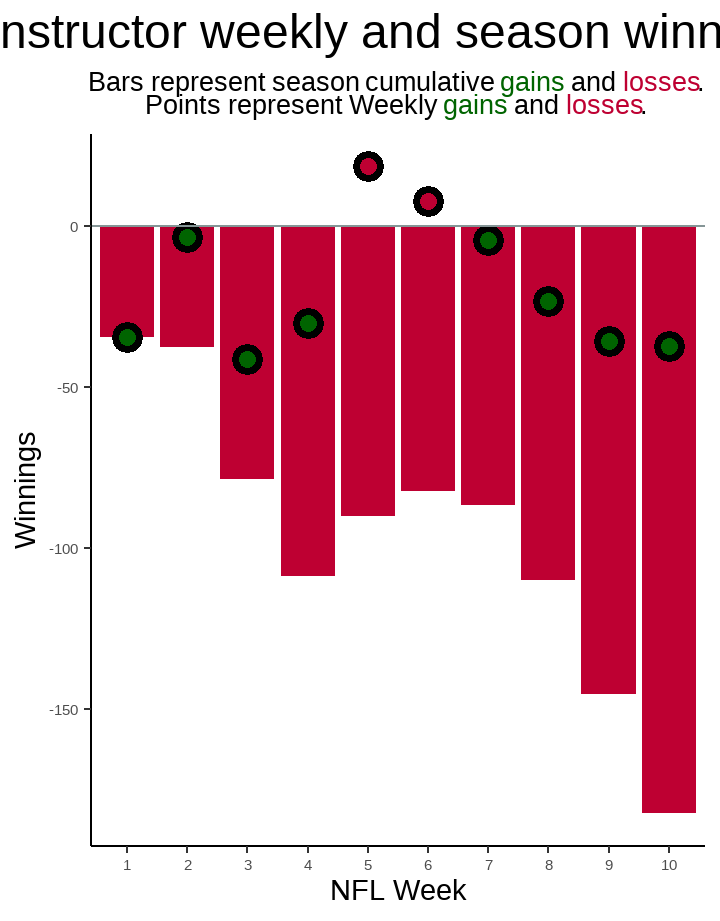 nstructor weekly and season winn
Bars represent season cumulative gains and losses.
Points represent Weekly gains and losses.
0
-50
-100
-150
Winnings
1 2 3 4 5 6 7 8 9 10
NFL Week